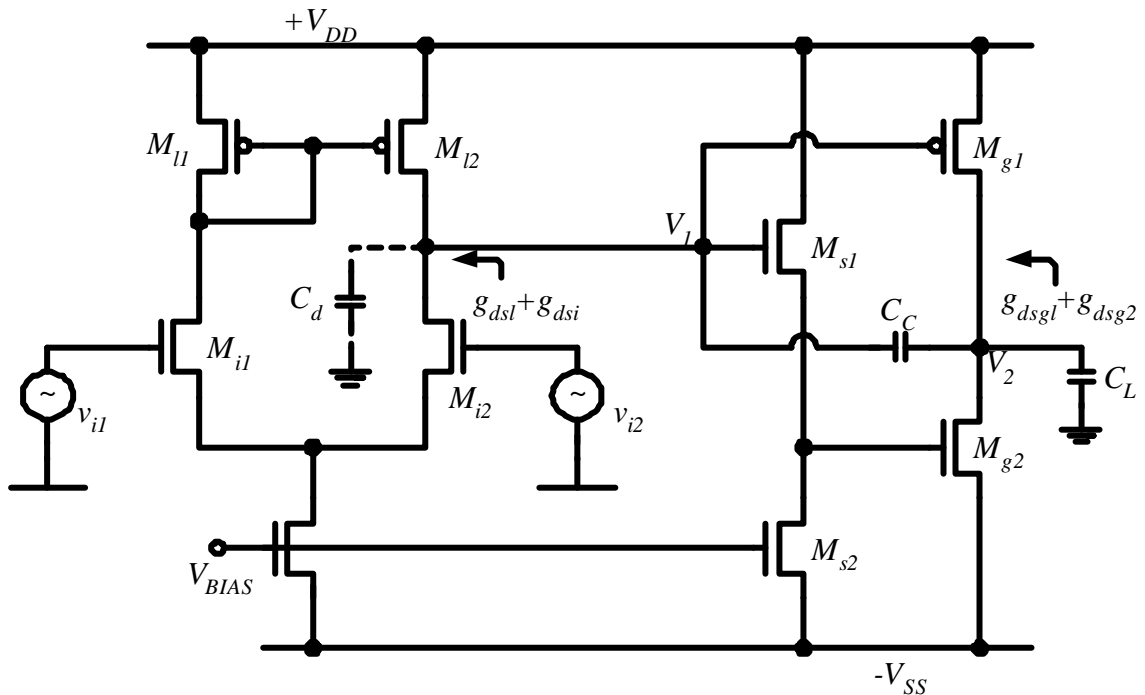 +V_DD
M_l1
M_l2
M_g1
V_1
M_s1
C_d
g_dsl+g_dsi
g_dsg1+g_dsg2
C_C
M_i1
V_2
~
v_i1
M_i2
~
v_i2
C_L
M_g2
M_s2
V_BIAS
-V_SS